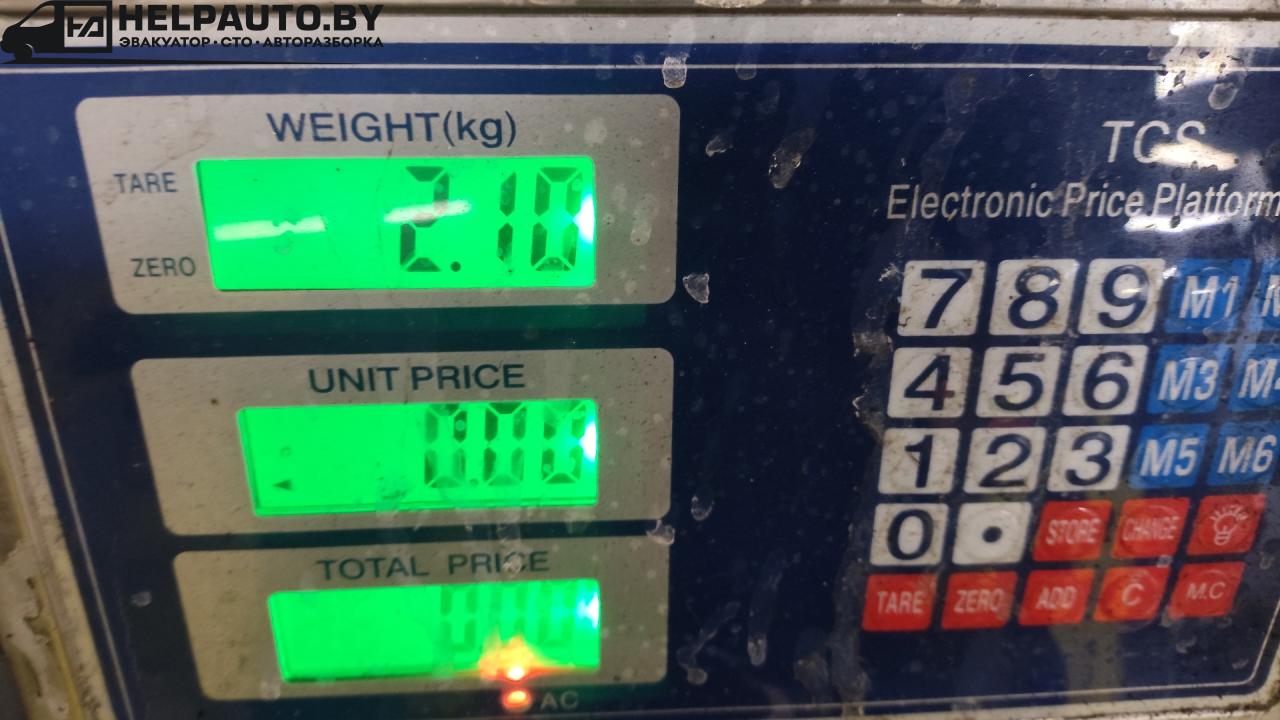 HELPAUTO.BY
ЭВАКУАТОР · СТО · АВТОРАЗБОРКА
WEIGHT(kg)
TARE
2.10
ZERO
TCS
Electronic Price Platform
UNIT PRICE
0.00
TOTAL PRICE
0.00
AC
7 8 9 M1
4 5 6 M3
1 2 3 M5 M6
0 . STORE CHANGE
TARE ZERO ADD C M.C